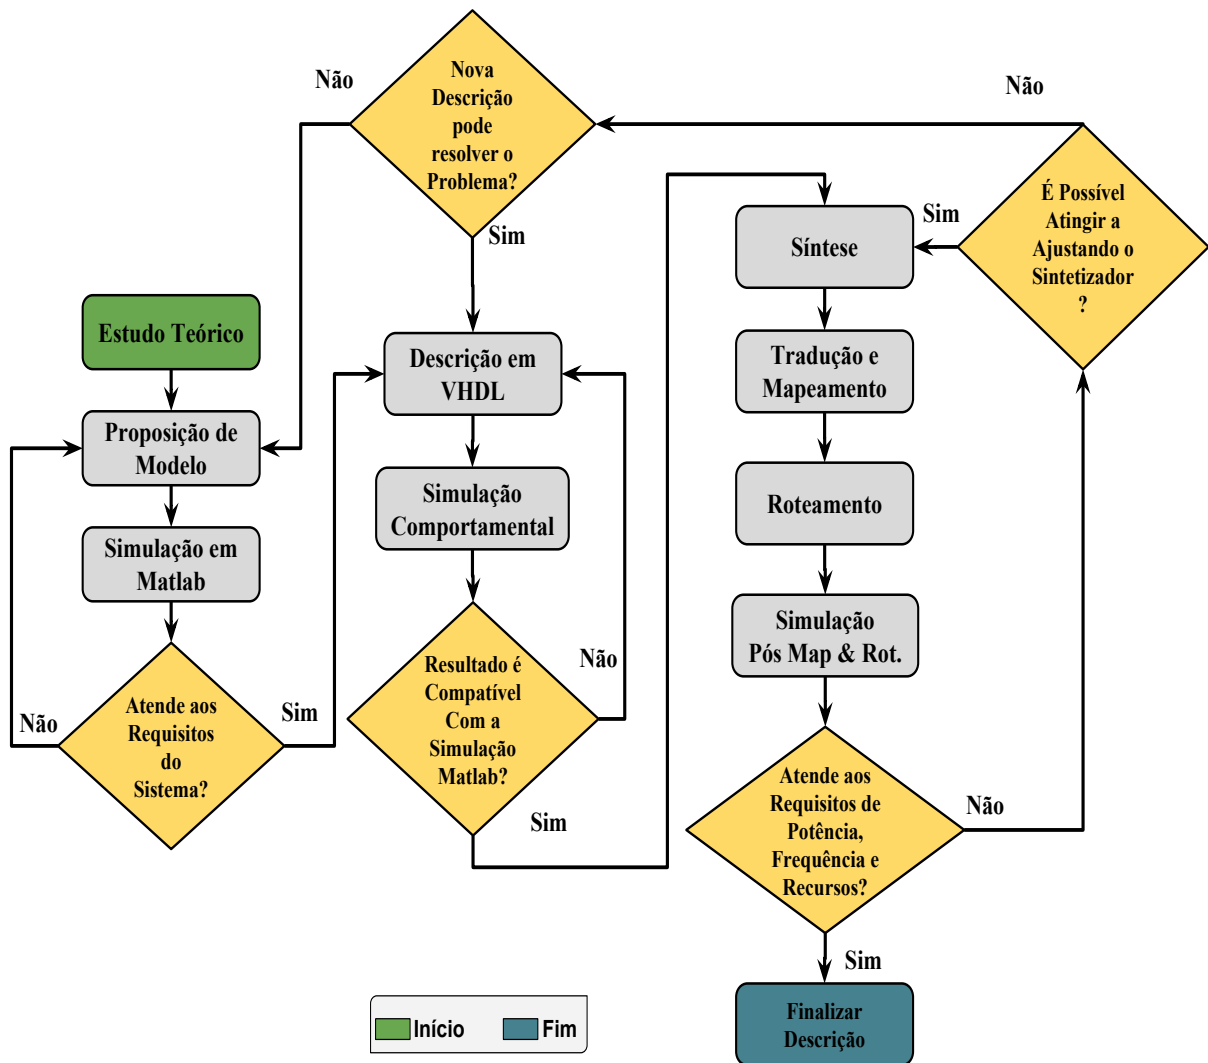 Nova
Descrição
pode
resolver o
Problema?
Não
Sim
Não
É Possível
Atingir a
Ajustando o
Sintetizador
?
Sim
Estudo Teórico
Proposição de
Modelo
Simulação em
Matlab
Atende aos
Requisitos
do
Sistema?
Não
Sim
Descrição em
VHDL
Simulação
Comportamental
Resultado é
Compatível
Com a
Simulação
Matlab?
Não
Sim
Síntese
Tradução e
Mapeamento
Roteamento
Simulação
Pós Map & Rot.
Atende aos
Requisitos de
Potência,
Frequência e
Recursos?
Não
Sim
Finalizar
Descrição
Início
Fim